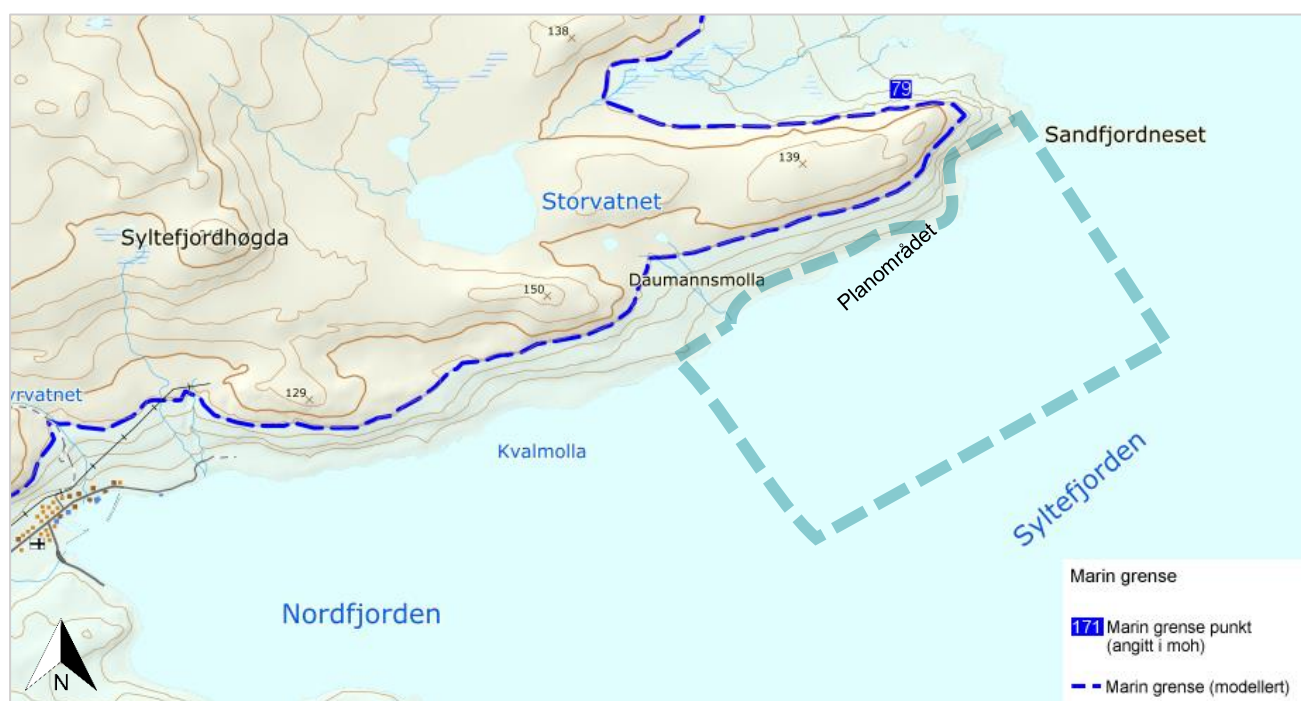 138
79
Sandfjordneset
139
Storvatnet
Syltefjordhøgda
Planområdet
Daumannsmolla
150
129
yrvatnet
Kvalmolla
Syltefjorden
Nordfjorden
N
Marin grense
171 Marin grense punkt
(angitt i moh)
Marin grense (modellert)